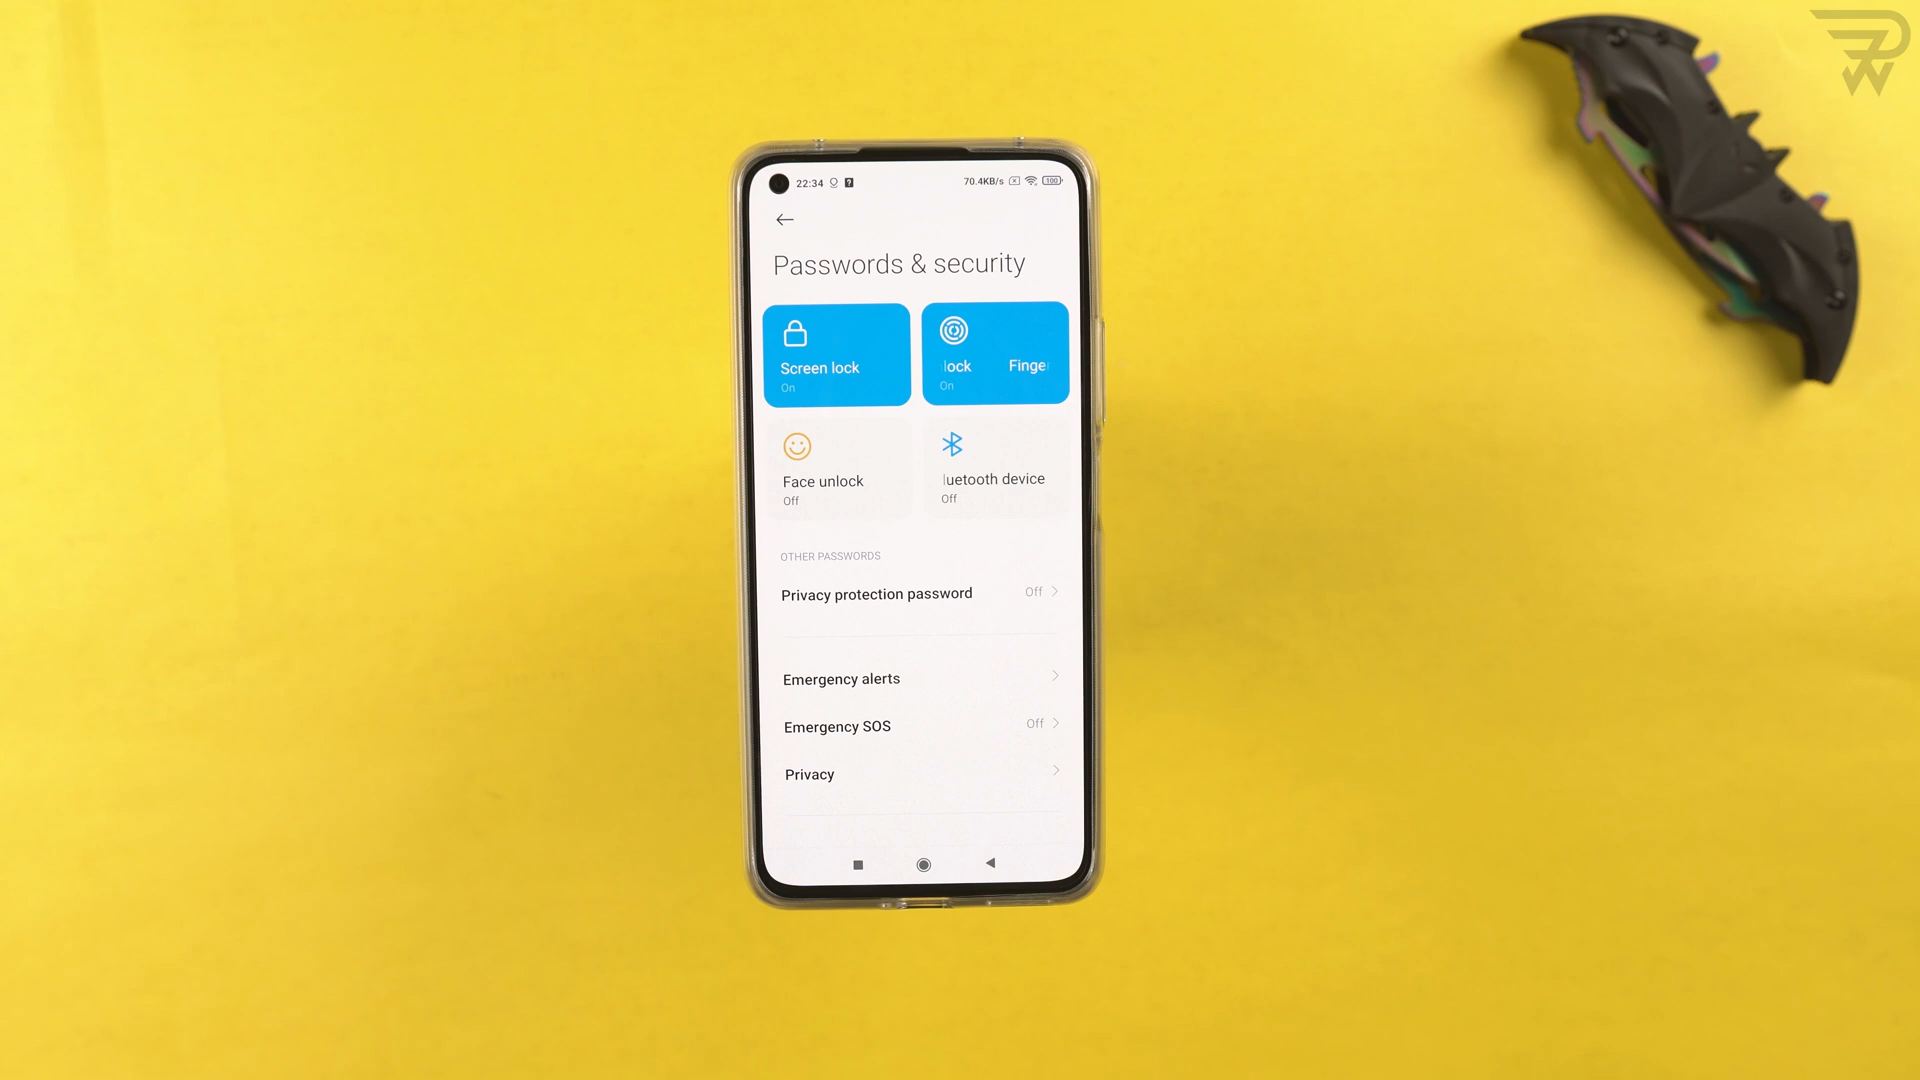 22:34
70.4KB/s
100
Passwords & security
Screen lock
On
lock Finge
On
Face unlock
Off
luetooth device
Off
OTHER PASSWORDS
Privacy protection password Off
Emergency alerts
Emergency SOS Off
Privacy